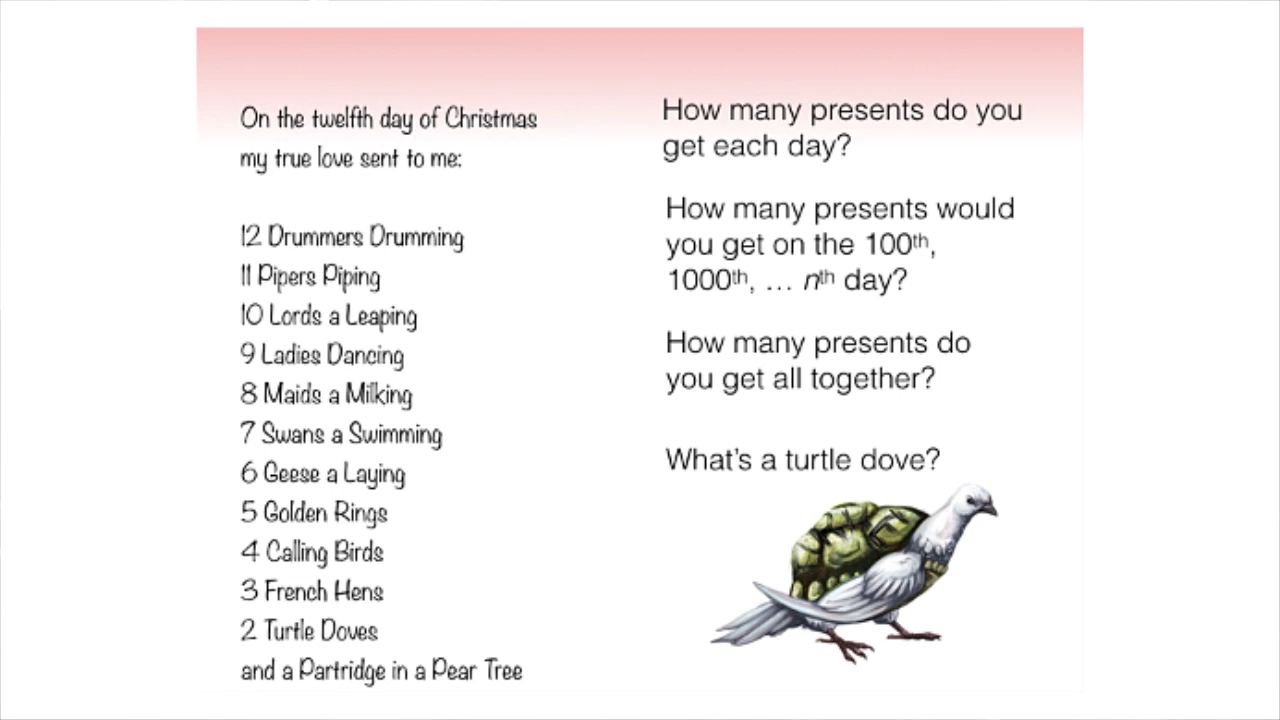 On the twelfth day of Christmas
my true love sent to me:
12 Drummers Drumming
11 Pipers Piping
10 Lords a Leaping
9 Ladies Dancing
8 Maids a Milking
7 Swans a Swimming
6 Geese a Laying
5 Golden Rings
4 Calling Birds
3 French Hens
2 Turtle Doves
and a Partridge in a Pear Tree
How many presents do you
get each day?
How many presents would
you get on the 100th,
1000th, … nth day?
How many presents do
you get all together?
What's a turtle dove?